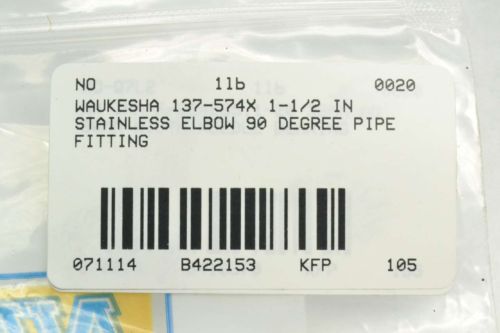 NO 1lb 0020
WAUKESHA 137-574X 1-1/2 IN
STAINLESS ELBOW 90 DEGREE PIPE
FITTING
071114 B422153 KFP 105